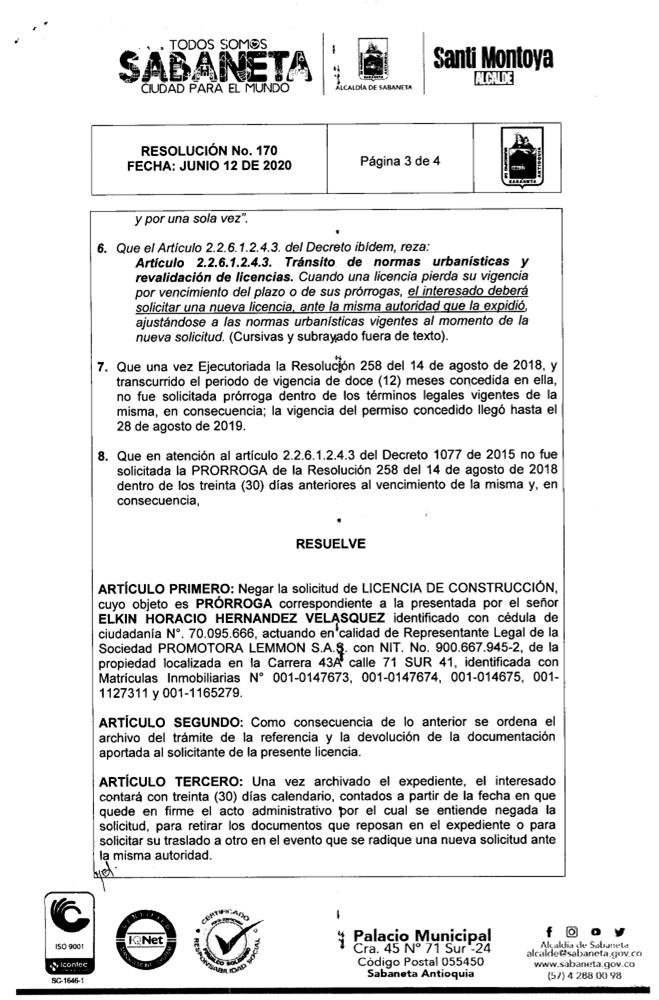 TODOS SOMOS
SABANETA
CIUDAD PARA EL MUNDO
ALCALDÍA DE SABANETA
Santi Montoya
ALCALDE
RESOLUCIÓN No. 170
FECHA: JUNIO 12 DE 2020
Página 3 de 4
SABANETA
ANTIOQUIA
y por una sola vez".
6. Que el Artículo 2.2.6.1.2.4.3. del Decreto ibídem, reza:
Artículo 2.2.6.1.2.4.3. Tránsito de normas urbanísticas y
revalidación de licencias. Cuando una licencia pierda su vigencia
por vencimiento del plazo o de sus prórrogas, el interesado deberá
solicitar una nueva licencia, ante la misma autoridad que la expidió,
ajustándose a las normas urbanísticas vigentes al momento de la
nueva solicitud. (Cursivas y subrayado fuera de texto).
7. Que una vez Ejecutoriada la Resolución 258 del 14 de agosto de 2018, y
transcurrido el periodo de vigencia de doce (12) meses concedida en ella,
no fue solicitada prórroga dentro de los términos legales vigentes de la
misma, en consecuencia; la vigencia del permiso concedido llegó hasta el
28 de agosto de 2019.
8. Que en atención al artículo 2.2.6.1.2.4.3 del Decreto 1077 de 2015 no fue
solicitada la PRORROGA de la Resolución 258 del 14 de agosto de 2018
dentro de los treinta (30) días anteriores al vencimiento de la misma y, en
consecuencia,
RESUELVE
ARTÍCULO PRIMERO: Negar la solicitud de LICENCIA DE CONSTRUCCIÓN,
cuyo objeto es PRÓRROGA correspondiente a la presentada por el señor
ELKIN HORACIO HERNANDEZ VELASQUEZ identificado con cédula de
ciudadanía N°. 70.095.666, actuando en calidad de Representante Legal de la
Sociedad PROMOTORA LEMMON S.A.S. con NIT. No. 900.667.945-2, de la
propiedad localizada en la Carrera 43A calle 71 SUR 41, identificada con
Matrículas Inmobiliarias N° 001-0147673, 001-0147674, 001-014675, 001-
1127311 y 001-1165279.
ARTÍCULO SEGUNDO: Como consecuencia de lo anterior se ordena el
archivo del trámite de la referencia y la devolución de la documentación
aportada al solicitante de la presente licencia.
ARTÍCULO TERCERO: Una vez archivado el expediente, el interesado
contará con treinta (30) días calendario, contados a partir de la fecha en que
quede en firme el acto administrativo por el cual se entiende negada la
solicitud, para retirar los documentos que reposan en el expediente o para
solicitar su traslado a otro en el evento que se radique una nueva solicitud ante
la misma autoridad.
ISO 9001
icontec
SC-1646-1
CERTIFIED
IQNet
CERTIFICADO
RESPONSABILIDAD SOCIAL
Palacio Municipal
Cra. 45 N° 71 Sur -24
Código Postal 055450
Sabaneta Antioquia
Alcaldía de Sabaneta
alcalde@sabaneta.gov.co
www.sabaneta.gov.co
(57) 4 288 00 98